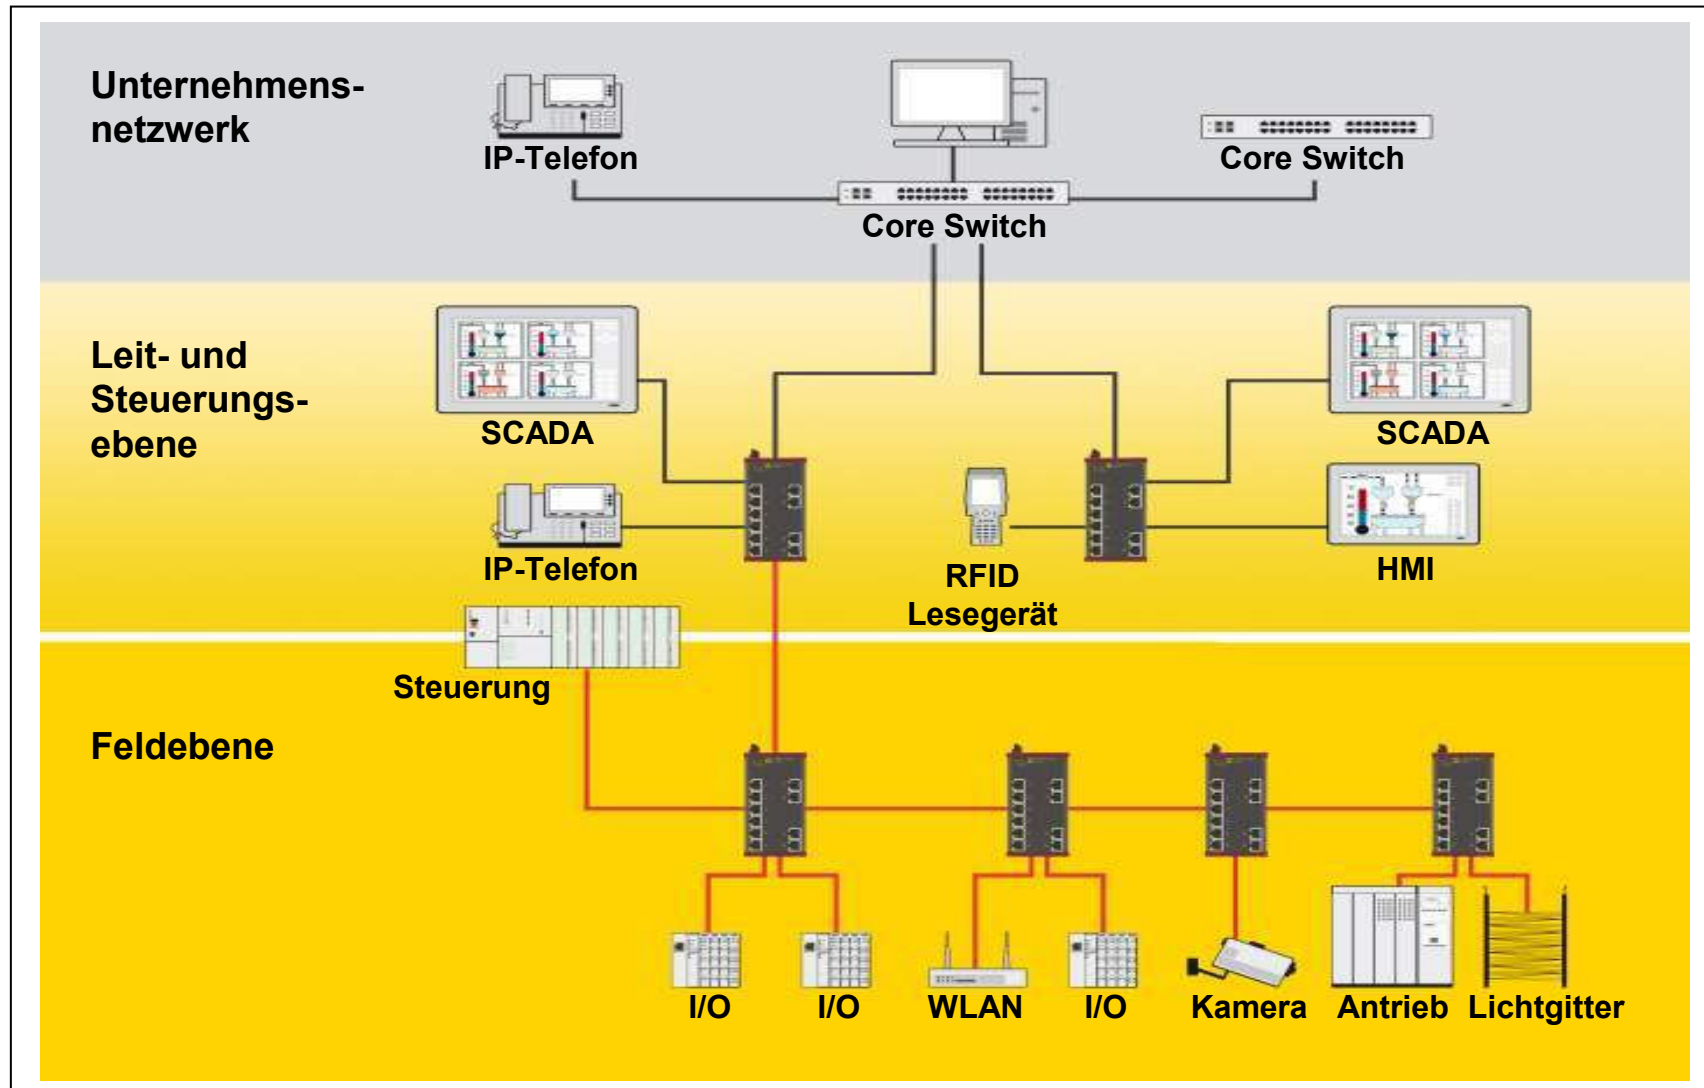 Unternehmens-
netzwerk
IP-Telefon
Core Switch
Core Switch
Leit- und
Steuerungs-
ebene
SCADA
SCADA
IP-Telefon
RFID
Lesegerät
HMI
Steuerung
Feldebene
I/O
I/O
WLAN
I/O
Kamera
Antrieb
Lichtgitter